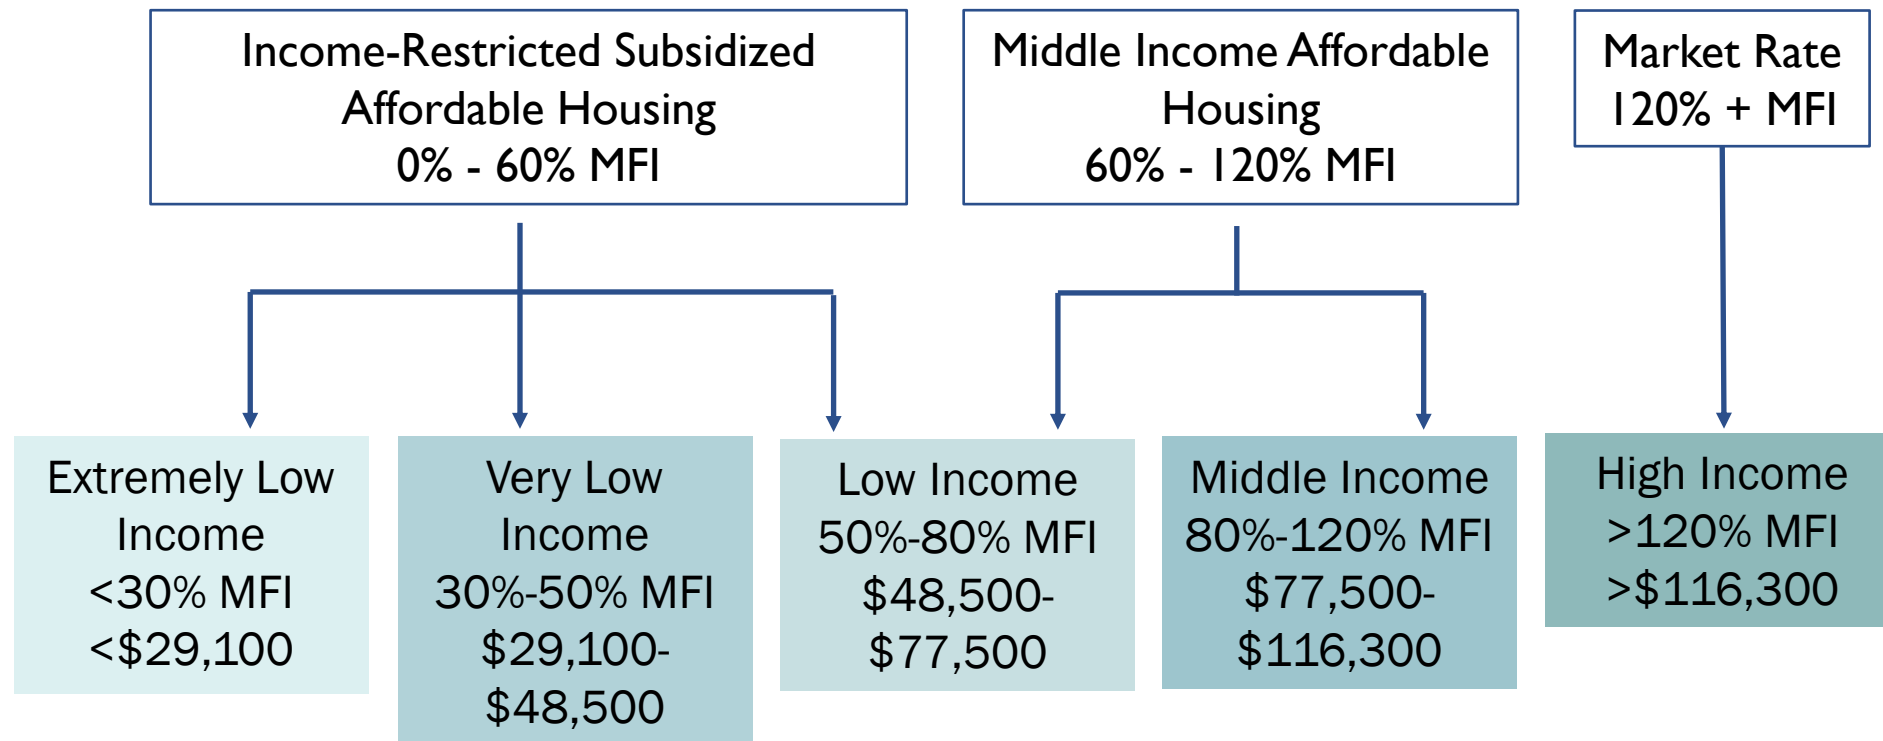 Income-Restricted Subsidized
Affordable Housing
0% - 60% MFI
Middle Income Affordable
Housing
60% - 120% MFI
Market Rate
120% + MFI
Extremely Low
Income
<30% MFI
<$29,100
Very Low
Income
30%-50% MFI
$29,100-
$48,500
Low Income
50%-80% MFI
$48,500-
$77,500
Middle Income
80%-120% MFI
$77,500-
$116,300
High Income
>120% MFI
>$116,300